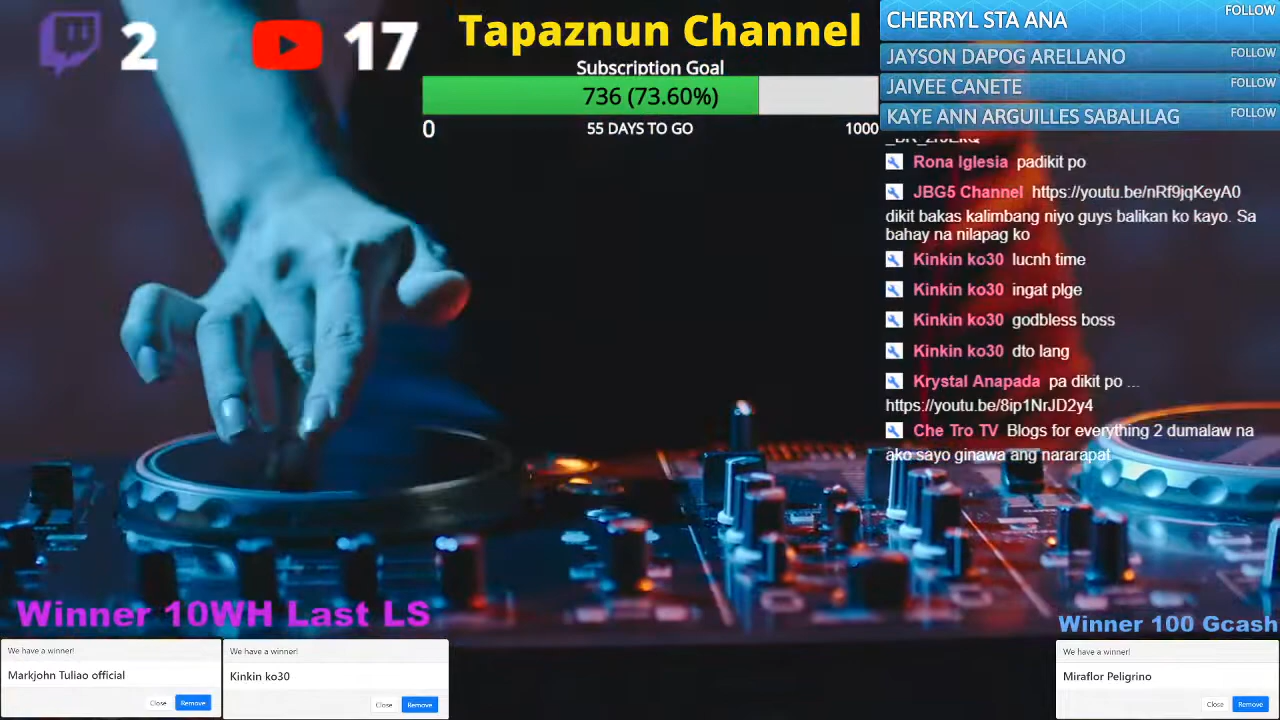 2
17
Tapaznun Channel
Subscription Goal
736 (73.60%)
0
55 DAYS TO GO
1000
CHERRYL STA ANA
FOLLOW
JAYSON DAPOG ARELLANO
FOLLOW
JAIVEE CANETE
FOLLOW
KAYE ANN ARGUILLES SABALILAG
FOLLOW
Rona Iglesia padikit po
JBG5 Channel https://youtu.be/nRf9jqKeyA0
dikit bakas kalimbang niyo guys balikan ko kayo. Sa
bahay na nilapag ko
Kinkin ko30 lucnh time
Kinkin ko30 ingat plge
Kinkin ko30 godbless boss
Kinkin ko30 dto lang
Krystal Anapada pa dikit po ...
https://youtu.be/8ip1NrJD2y4
Che Tro TV Blogs for everything 2 dumalaw na
ako sayo ginawa ang nararapat
Winner 10WH Last LS
We have a winner!
Markjohn Tuliao official
Close Remove
We have a winner!
Kinkin ko30
Close Remove
Winner 100 Gcash
We have a winner!
Miraflor Peligrino
Close Remove